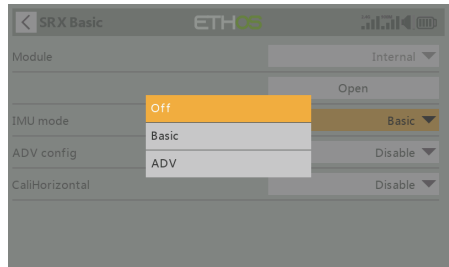 SRX Basic ETHOS
Module Internal
Open
Off
IMU mode Basic
Basic
ADV config Disable
ADV
CaliHorizontal Disable